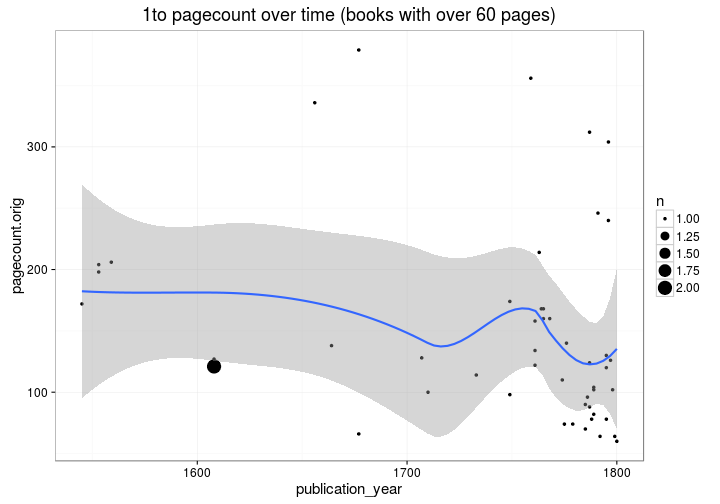 1to pagecount over time (books with over 60 pages)
pagecount.orig
300
200
100
1600
1700
1800
publication_year
n
1.00
1.25
1.50
1.75
2.00